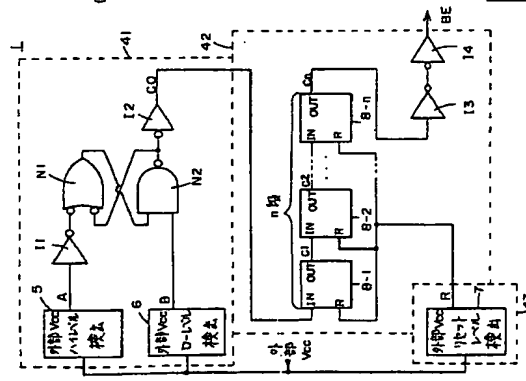 41
42
5
外部Vcc
ハイレベル
検出
A
I1
N1
N2
I2
C0
6
外部Vcc
ローレベル
検出
B
外部
Vcc
n段
IN
OUT
R
8-1
C1
IN
OUT
R
8-2
C2
IN
OUT
R
8-n
Cn
I3
I4
BE
外部Vcc
リセット
レベル
検出
7
R